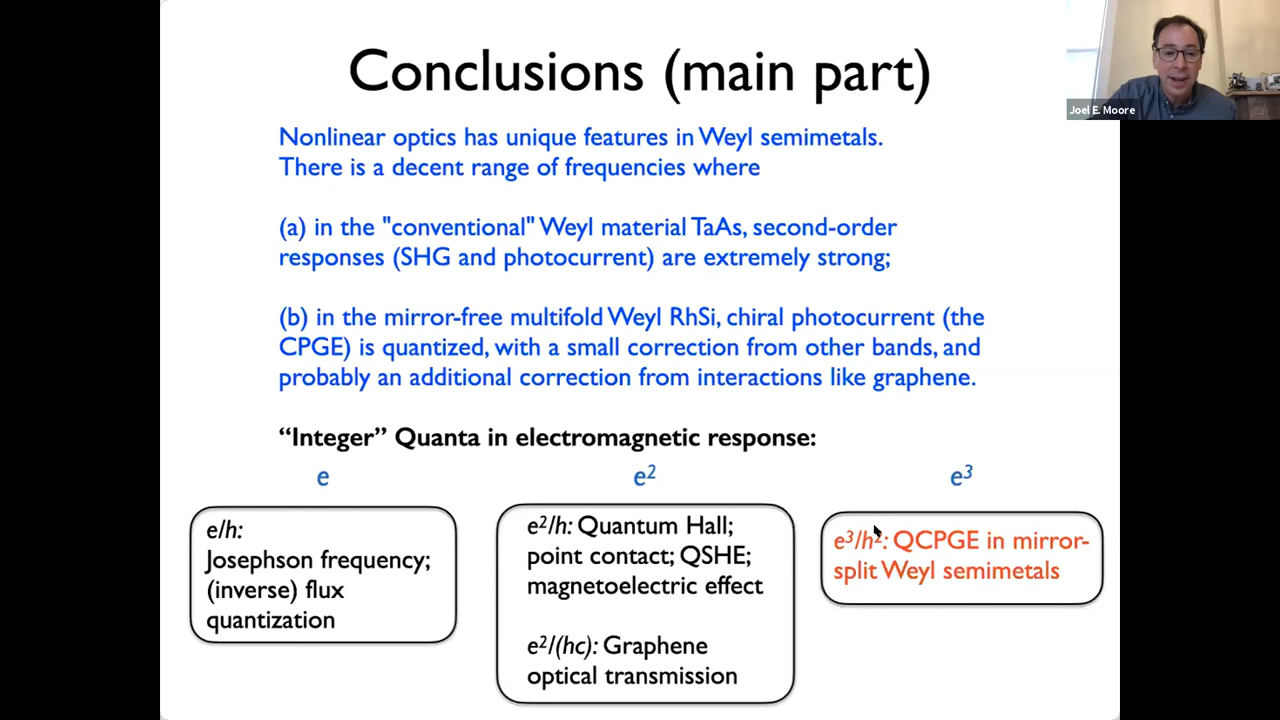 Conclusions (main part)
Joel E. Moore
Nonlinear optics has unique features in Weyl semimetals.
There is a decent range of frequencies where
(a) in the "conventional" Weyl material TaAs, second-order
responses (SHG and photocurrent) are extremely strong;
(b) in the mirror-free multifold Weyl RhSi, chiral photocurrent (the
CPGE) is quantized, with a small correction from other bands, and
probably an additional correction from interactions like graphene.
“Integer” Quanta in electromagnetic response:
e
e/h:
Josephson frequency;
(inverse) flux
quantization
e²
e²/h: Quantum Hall;
point contact; QSHE;
magnetoelectric effect
e²/(hc): Graphene
optical transmission
e³
e³/h²: QCPGE in mirror-
split Weyl semimetals